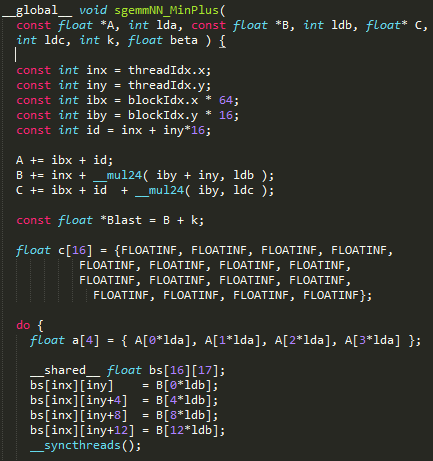 __global__ void sgemmNN_MinPlus(
const float *A, int lda, const float *B, int ldb, float* C,
int ldc, int k, float beta ) {
const int inx = threadIdx.x;
const int iny = threadIdx.y;
const int ibx = blockIdx.x * 64;
const int iby = blockIdx.y * 16;
const int id = inx + iny*16;
A += ibx + id;
B += inx + __mul24( iby + iny, ldb );
C += ibx + id  + __mul24( iby, ldc );
const float *Blast = B + k;
float c[16] = {FLOATINF, FLOATINF, FLOATINF, FLOATINF,
FLOATINF, FLOATINF, FLOATINF, FLOATINF,
FLOATINF, FLOATINF, FLOATINF, FLOATINF,
FLOATINF, FLOATINF, FLOATINF, FLOATINF};
do {
float a[4] = { A[0*lda], A[1*lda], A[2*lda], A[3*lda] };
__shared__ float bs[16][17];
bs[inx][iny]    = B[0*ldb];
bs[inx][iny+4]  = B[4*ldb];
bs[inx][iny+8]  = B[8*ldb];
bs[inx][iny+12] = B[12*ldb];
__syncthreads();